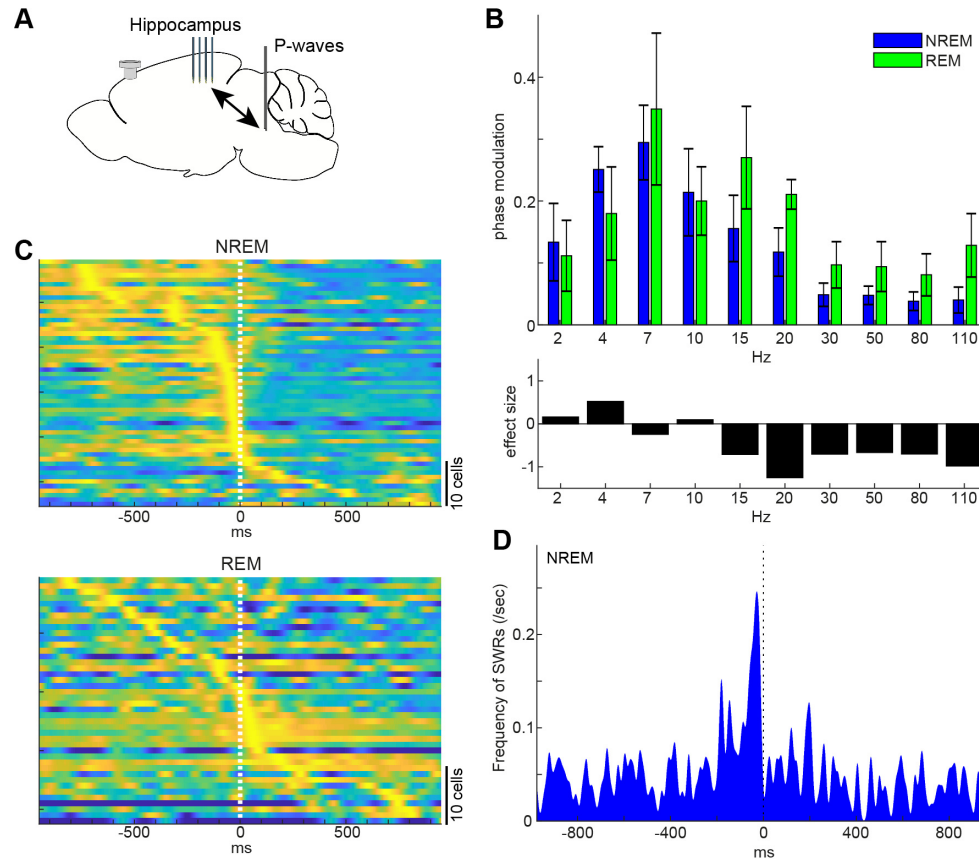 A
Hippocampus
P-waves
B
NREM
REM
0.4
0.2
0
phase modulation
2 4 7 10 15 20 30 50 80 110
Hz
1
0
-1
effect size
2 4 7 10 15 20 30 50 80 110
Hz
C
NREM
-500 0 500
ms
10 cells
REM
-500 0 500
ms
10 cells
D
NREM
Frequency of SWRs (/sec)
0.2
0.1
0
-800 -400 0 400 800
ms